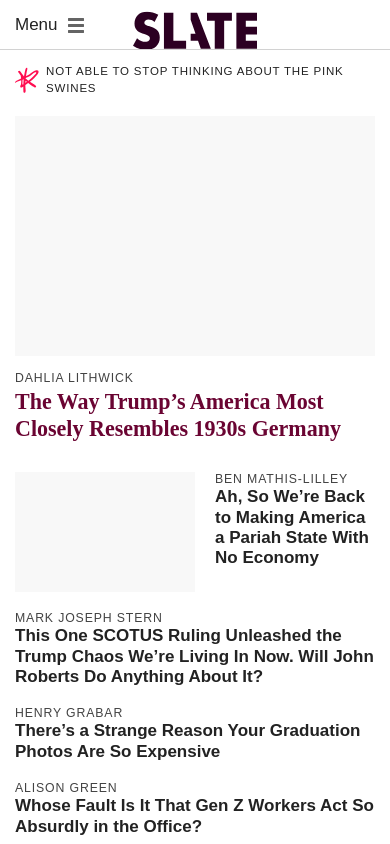 Menu
SLATE
NOT ABLE TO STOP THINKING ABOUT THE PINK
SWINES
DAHLIA LITHWICK
The Way Trump’s America Most
Closely Resembles 1930s Germany
BEN MATHIS-LILLEY
Ah, So We’re Back
to Making America
a Pariah State With
No Economy
MARK JOSEPH STERN
This One SCOTUS Ruling Unleashed the
Trump Chaos We’re Living In Now. Will John
Roberts Do Anything About It?
HENRY GRABAR
There’s a Strange Reason Your Graduation
Photos Are So Expensive
ALISON GREEN
Whose Fault Is It That Gen Z Workers Act So
Absurdly in the Office?